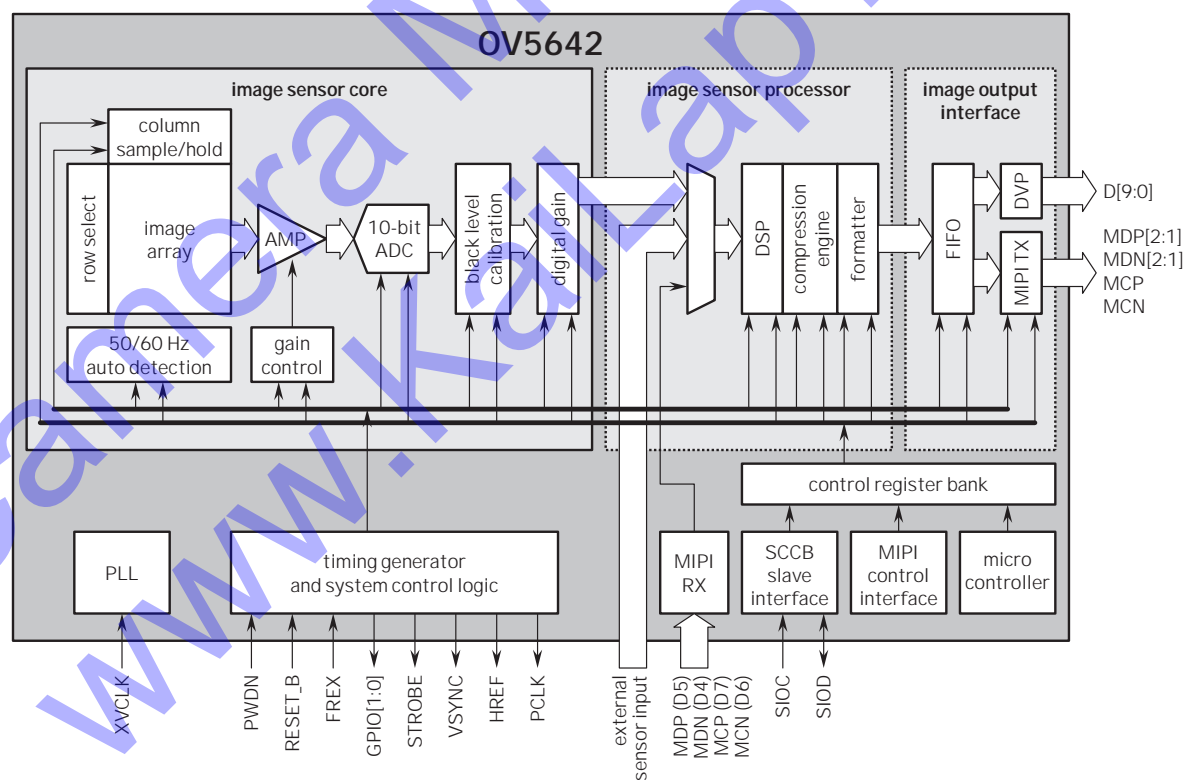 OV5642
image sensor core
image sensor processor
image output
interface
column
sample/hold
row select
image
array
AMP
10-bit
ADC
black level
calibration
digital gain
DSP
compression
engine
formatter
FIFO
DVP
MIPI TX
D[9:0]
MDP[2:1]
MDN[2:1]
MCP
MCN
50/60 Hz
auto detection
gain
control
control register bank
PLL
timing generator
and system control logic
MIPI
RX
SCCB
slave
interface
MIPI
control
interface
micro
controller
XVCLK
PWDN
RESET_B
FREX
GPIO[1:0]
STROBE
VSYNC
HREF
PCLK
external
sensor input
MDP (D5)
MDN (D4)
MCP (D7)
MCN (D6)
SIOC
SIOD